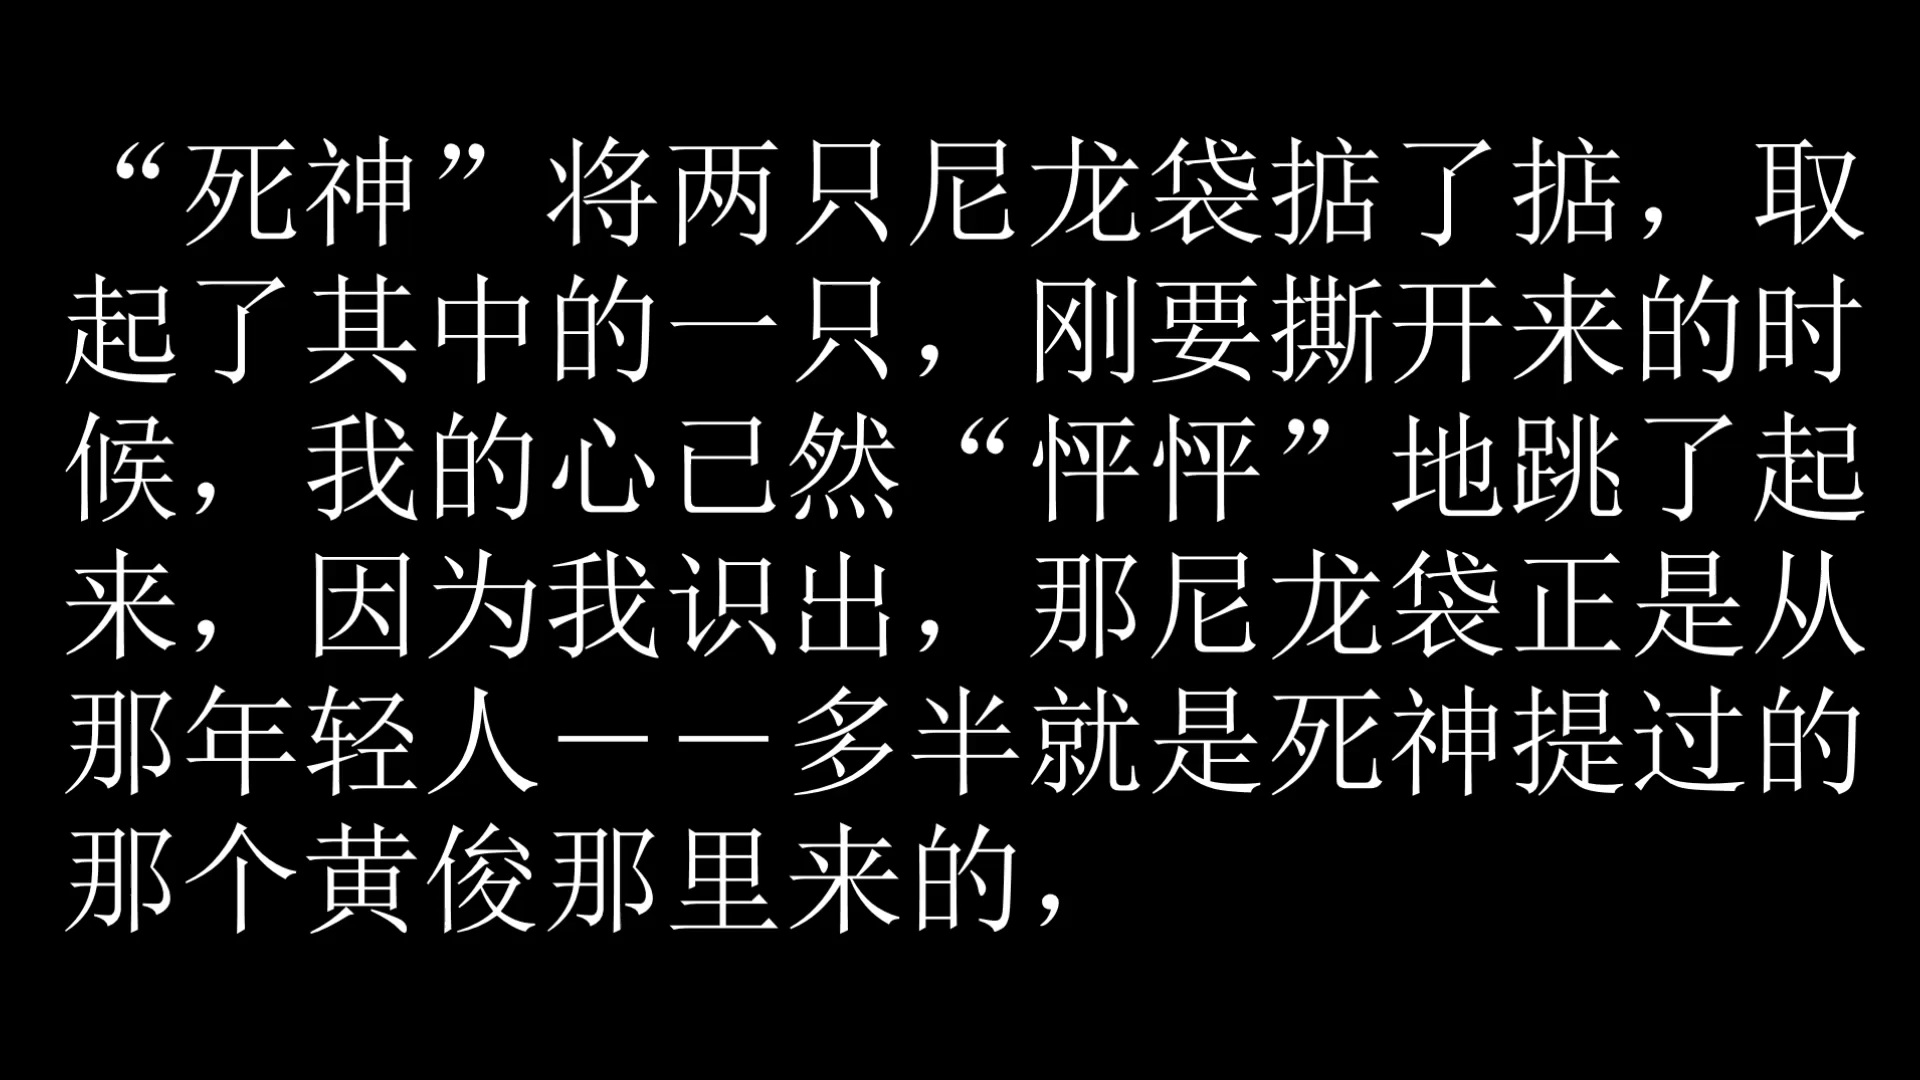 “死神”将两只尼龙袋掂了掂，取
起了其中的一只，刚要撕开来的时
候，我的心已然“怦怦”地跳了起
来，因为我识出，那尼龙袋正是从
那年轻人——多半就是死神提过的
那个黄俊那里来的，